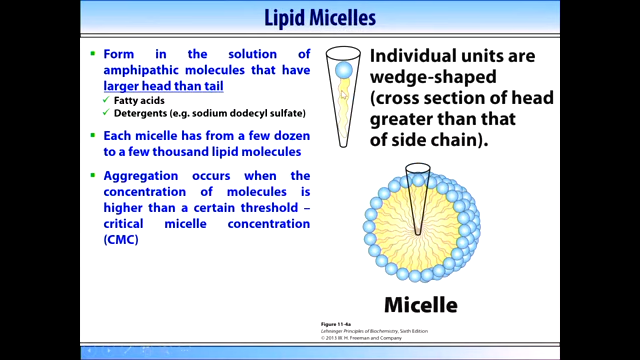 Lipid Micelles
▪ Form in the solution of
amphipathic molecules that have
larger head than tail
✓ Fatty acids
✓ Detergents (e.g. sodium dodecyl sulfate)
▪ Each micelle has from a few dozen
to a few thousand lipid molecules
▪ Aggregation occurs when the
concentration of molecules is
higher than a certain threshold –
critical micelle concentration
(CMC)
Individual units are
wedge-shaped
(cross section of head
greater than that
of side chain).
Micelle
Figure 11-4a
Lehninger Principles of Biochemistry, Sixth Edition
© 2013 W. H. Freeman and Company